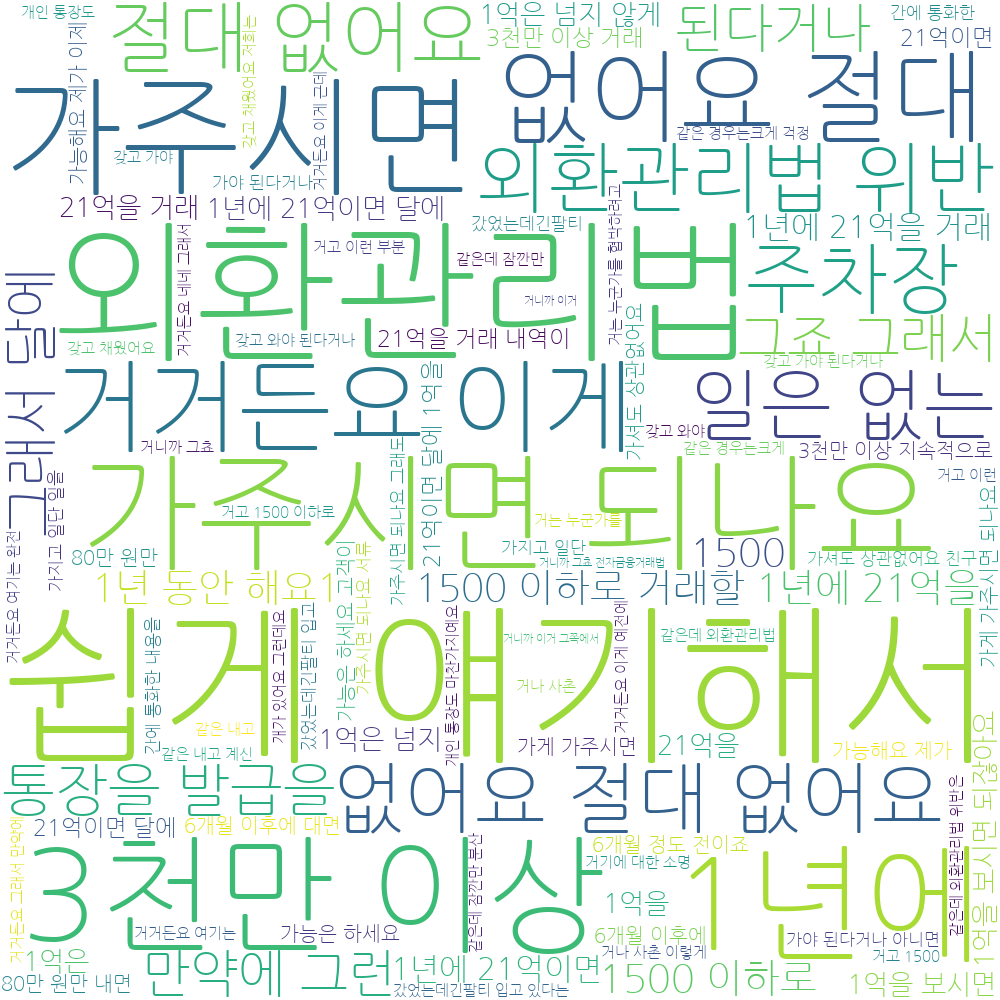 개인 통장도
절대 없어요
1억은 넘지 않게
3천만 이상 거래
된다거나
간에 통화한
21억이면
가능해요 제가 이제
가주시면
갖고 채웠어요 저희는
거거든요 이게 근데
없어요 절대
같은 경우는크게 걱정
갖고 가야
가야 된다거나
외환관리법 위반
21억을 거래
1년에 21억이면 달에
갔었는데긴팔티
거는 누군가를 협박하려고
1년에 21억을 거래
거거든요 네네 그래서
외환관리법
거고 이런 부분
같은데 잠깐만
거니까 이거
주차장
그래서 달에
갖고 채웠어요
갖고 와야 된다거나
21억을 거래 내역이
가셔도 상관없어요
그죠 그래서
갖고 가야 된다거나
거거든요 이게
21억이면 달에 1억을
일은 없는
갖고 와야
거니까 그쵸
같은 경우는크게
3천만 이상 지속적으로
가지고 일단 일을
가주시면 되나요
가주시면 되나요 그래도
거고 이런
거고 1500 이하로
거는 누군가를
거거든요 여기는 완전
80만 원만
가지고 일단
거니까 그쵸 전자금융거래법
1500
가셔도 상관없어요 친구
가게 가주시면 되나요
1년 동안 해요1
가능은 하세요 고객이
가주시면 되나요 서류
1500 이하로 거래할
1년에 21억을
쉽게 얘기해서
간에 통화한 내용을
개가 있어요 그런데요
갔었는데긴팔티 입고
개인 통장도 마찬가지예요
거니까 이거 그쪽에서
거거든요 이게 예전에
같은데 외환관리법
거나 사촌
같은 내고
같은 내고 계신
1억은 넘지
가게 가주시면
21억을
가능해요 제가
통장을 발급을
없어요 절대 없어요
1억을 보시면 되잖아요
같은데 외환관리법 위반은
21억이면 달에
6개월 이후에 대면
거거든요 그래서 만약에
같은데 잠깐만 분산
6개월 정도 전이죠
거기에 대한 소명
3천만 이상
1년에
1억을
거거든요 여기는
가능은 하세요
6개월 이후에
가야 된다거나 아니면
거나 사촌 이렇게
거고 1500
1억은
80만 원만 내면
만약에 그런
1년에 21억이면
갔었는데긴팔티 입고 있다는
1500 이하로
1억을 보시면